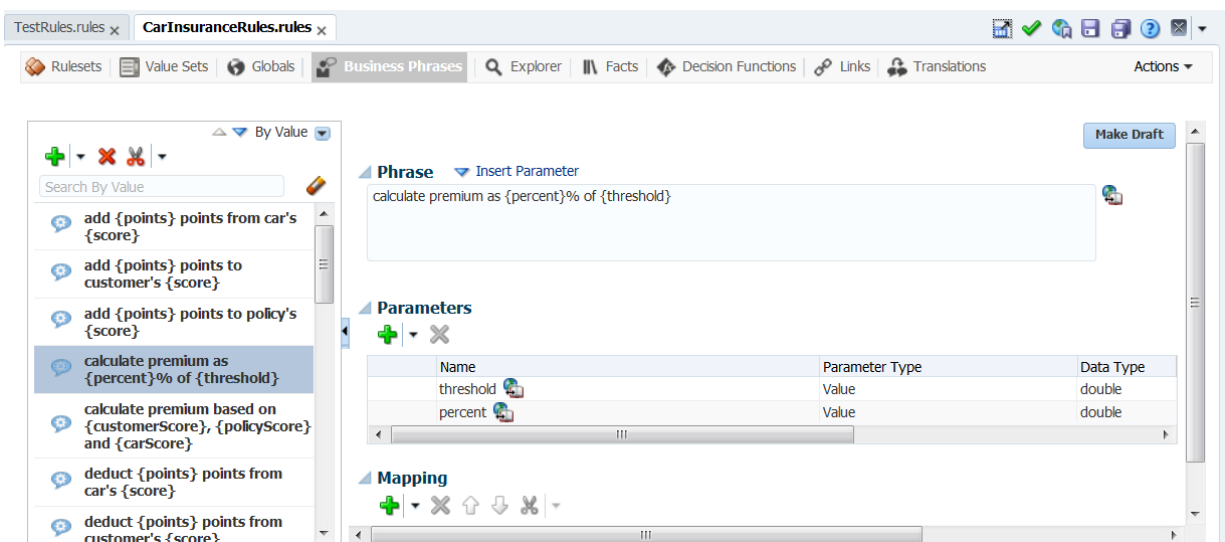 TestRules.rules x CarInsuranceRules.rules x
Rulesets Value Sets Globals Business Phrases Explorer Facts Decision Functions Links Translations Actions
By Value
Search By Value
add {points} points from car's
{score}
add {points} points to
customer's {score}
add {points} points to policy's
{score}
calculate premium as
{percent}% of {threshold}
calculate premium based on
{customerScore}, {policyScore}
and {carScore}
deduct {points} points from
car's {score}
deduct {points} points from
customer's {score}
Make Draft
Phrase Insert Parameter
calculate premium as {percent}% of {threshold}
Parameters
Name Parameter Type Data Type
threshold Value double
percent Value double
Mapping